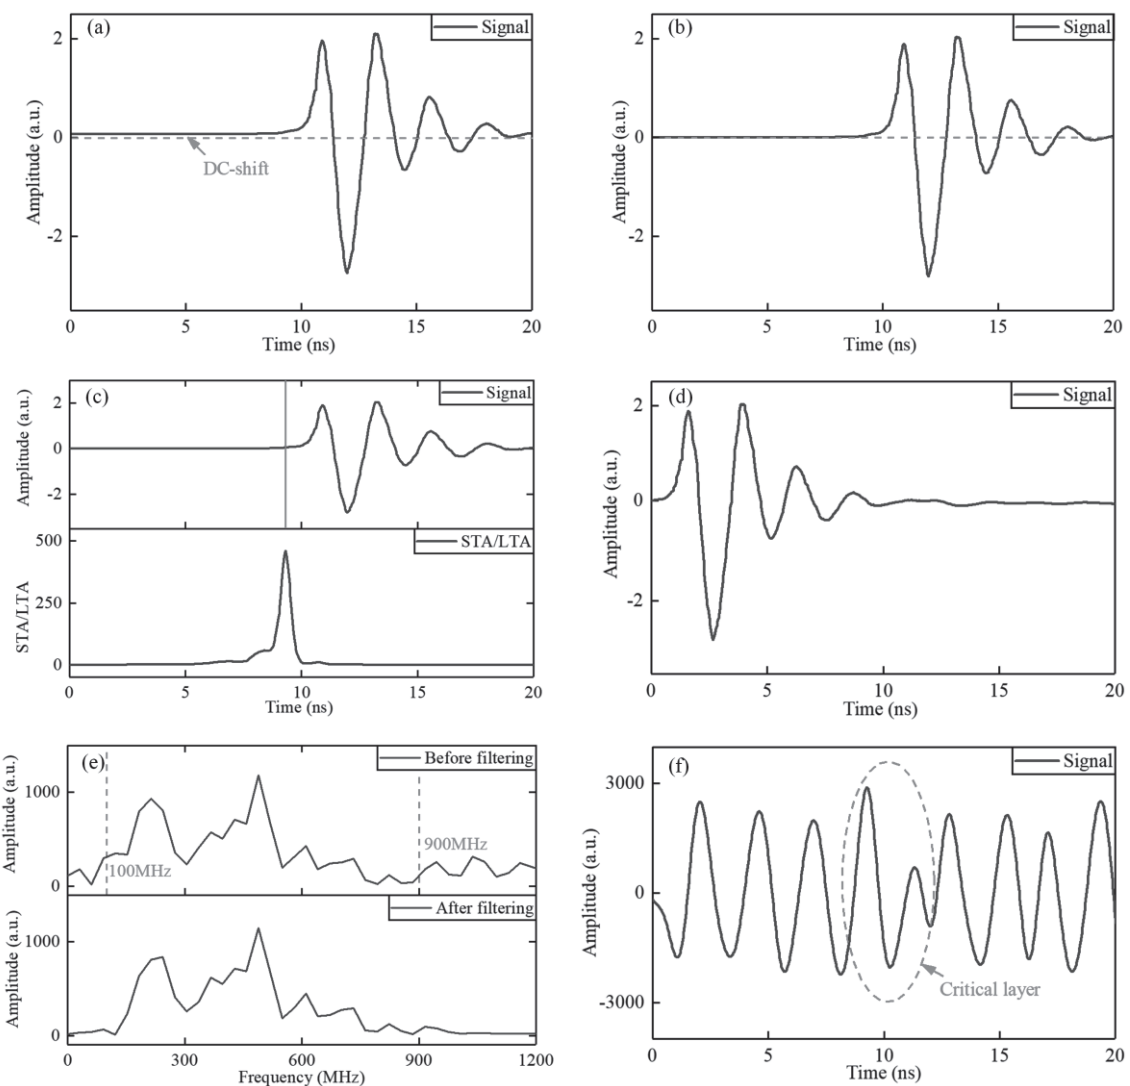 (a)
Signal
Amplitude (a.u.)
2
0
-2
DC-shift
0 5 10 15 20
Time (ns)
(b)
Signal
Amplitude (a.u.)
2
0
-2
0 5 10 15 20
Time (ns)
(c)
Signal
Amplitude (a.u.)
2
0
-2
STA/LTA
STA/LTA
500
250
0
0 5 10 15 20
Time (ns)
(d)
Signal
Amplitude (a.u.)
2
0
-2
0 5 10 15 20
Time (ns)
(e)
Before filtering
Amplitude (a.u.)
1000
0
100MHz
900MHz
After filtering
Amplitude (a.u.)
1000
0
0 300 600 900 1200
Frequency (MHz)
(f)
Signal
Amplitude (a.u.)
3000
0
-3000
Critical layer
0 5 10 15 20
Time (ns)